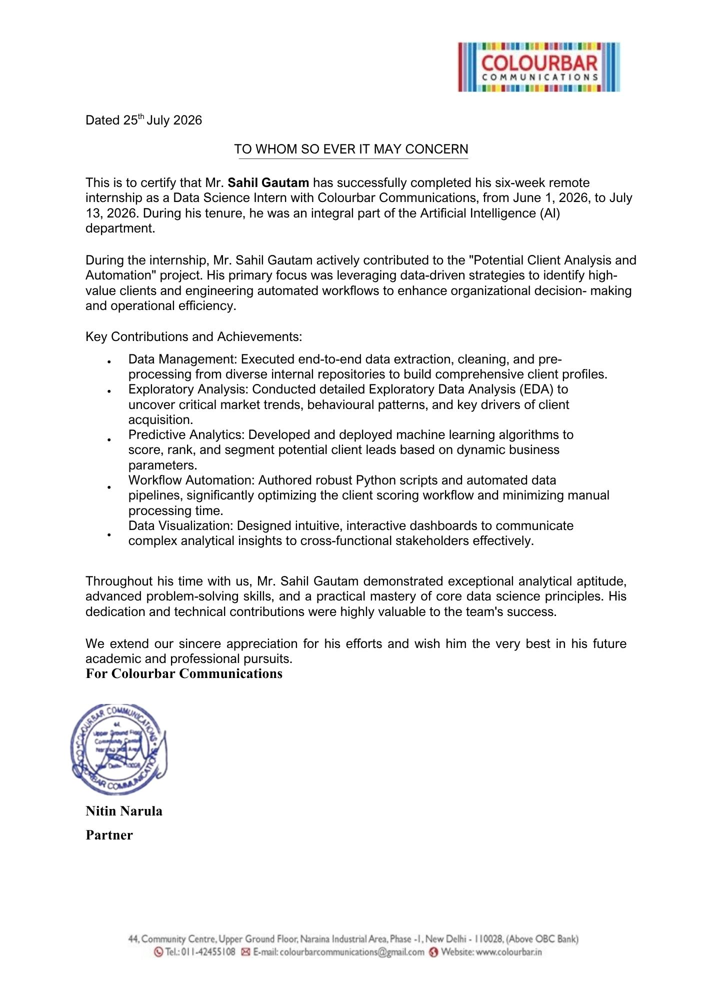 COLOURBAR
COMMUNICATIONS
Dated 25th July 2026
TO WHOM SO EVER IT MAY CONCERN
This is to certify that Mr. Sahil Gautam has successfully completed his six-week remote
internship as a Data Science Intern with Colourbar Communications, from June 1, 2026, to July
13, 2026. During his tenure, he was an integral part of the Artificial Intelligence (AI)
department.
During the internship, Mr. Sahil Gautam actively contributed to the "Potential Client Analysis and
Automation" project. His primary focus was leveraging data-driven strategies to identify high-
value clients and engineering automated workflows to enhance organizational decision- making
and operational efficiency.
Key Contributions and Achievements:
• Data Management: Executed end-to-end data extraction, cleaning, and pre-
processing from diverse internal repositories to build comprehensive client profiles.
• Exploratory Analysis: Conducted detailed Exploratory Data Analysis (EDA) to
uncover critical market trends, behavioural patterns, and key drivers of client
acquisition.
• Predictive Analytics: Developed and deployed machine learning algorithms to
score, rank, and segment potential client leads based on dynamic business
parameters.
• Workflow Automation: Authored robust Python scripts and automated data
pipelines, significantly optimizing the client scoring workflow and minimizing manual
processing time.
• Data Visualization: Designed intuitive, interactive dashboards to communicate
complex analytical insights to cross-functional stakeholders effectively.
Throughout his time with us, Mr. Sahil Gautam demonstrated exceptional analytical aptitude,
advanced problem-solving skills, and a practical mastery of core data science principles. His
dedication and technical contributions were highly valuable to the team's success.
We extend our sincere appreciation for his efforts and wish him the very best in his future
academic and professional pursuits.
For Colourbar Communications
COLOURBAR COMMUNICATIONS
44,
Upper Ground Floor
Community Centre
COLOURBAR COMMUNICATIONS
Nitin Narula
Partner
44, Community Centre, Upper Ground Floor, Naraina Industrial Area, Phase -1, New Delhi - 110028, (Above OBC Bank)
Tel.: 011-42455108 E-mail: colourbarcommunications@gmail.com Website: www.colourbar.in